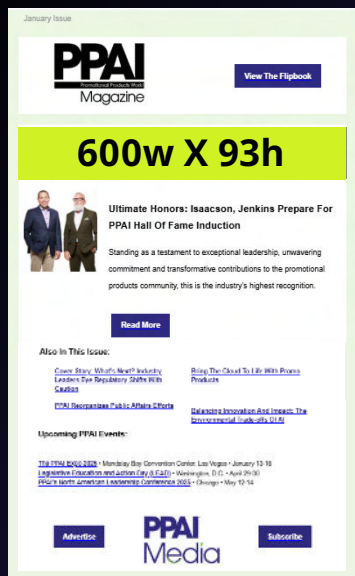 January Issue
PPAI
Promotional Products Work!
Magazine
View The Flipbook
600w X 93h
Ultimate Honors: Isaacson, Jenkins Prepare For
PPAI Hall Of Fame Induction
Standing as a testament to exceptional leadership, unwavering
commitment and transformative contributions to the promotional
products community, this is the industry's highest recognition.
Read More
Also In This Issue:
Cover Story: What's Next? Industry
Leaders Eye Regulatory Shifts With
Caution
Bring The Cloud To Life With Promo
Products
PPAI Reorganizes Public Affairs Efforts
Balancing Innovation And Impact: The
Environmental Trade-offs Of AI
Upcoming PPAI Events:
The PPAI Expo 2025 • Mandalay Bay Convention Center, Las Vegas • January 13-16
Legislative Education and Action Day (LEAD) • Washington, D.C. • April 29-30
PPAI's North American Leadership Conference 2025 • Chicago • May 12-14
Advertise
PPAI
Media
Subscribe